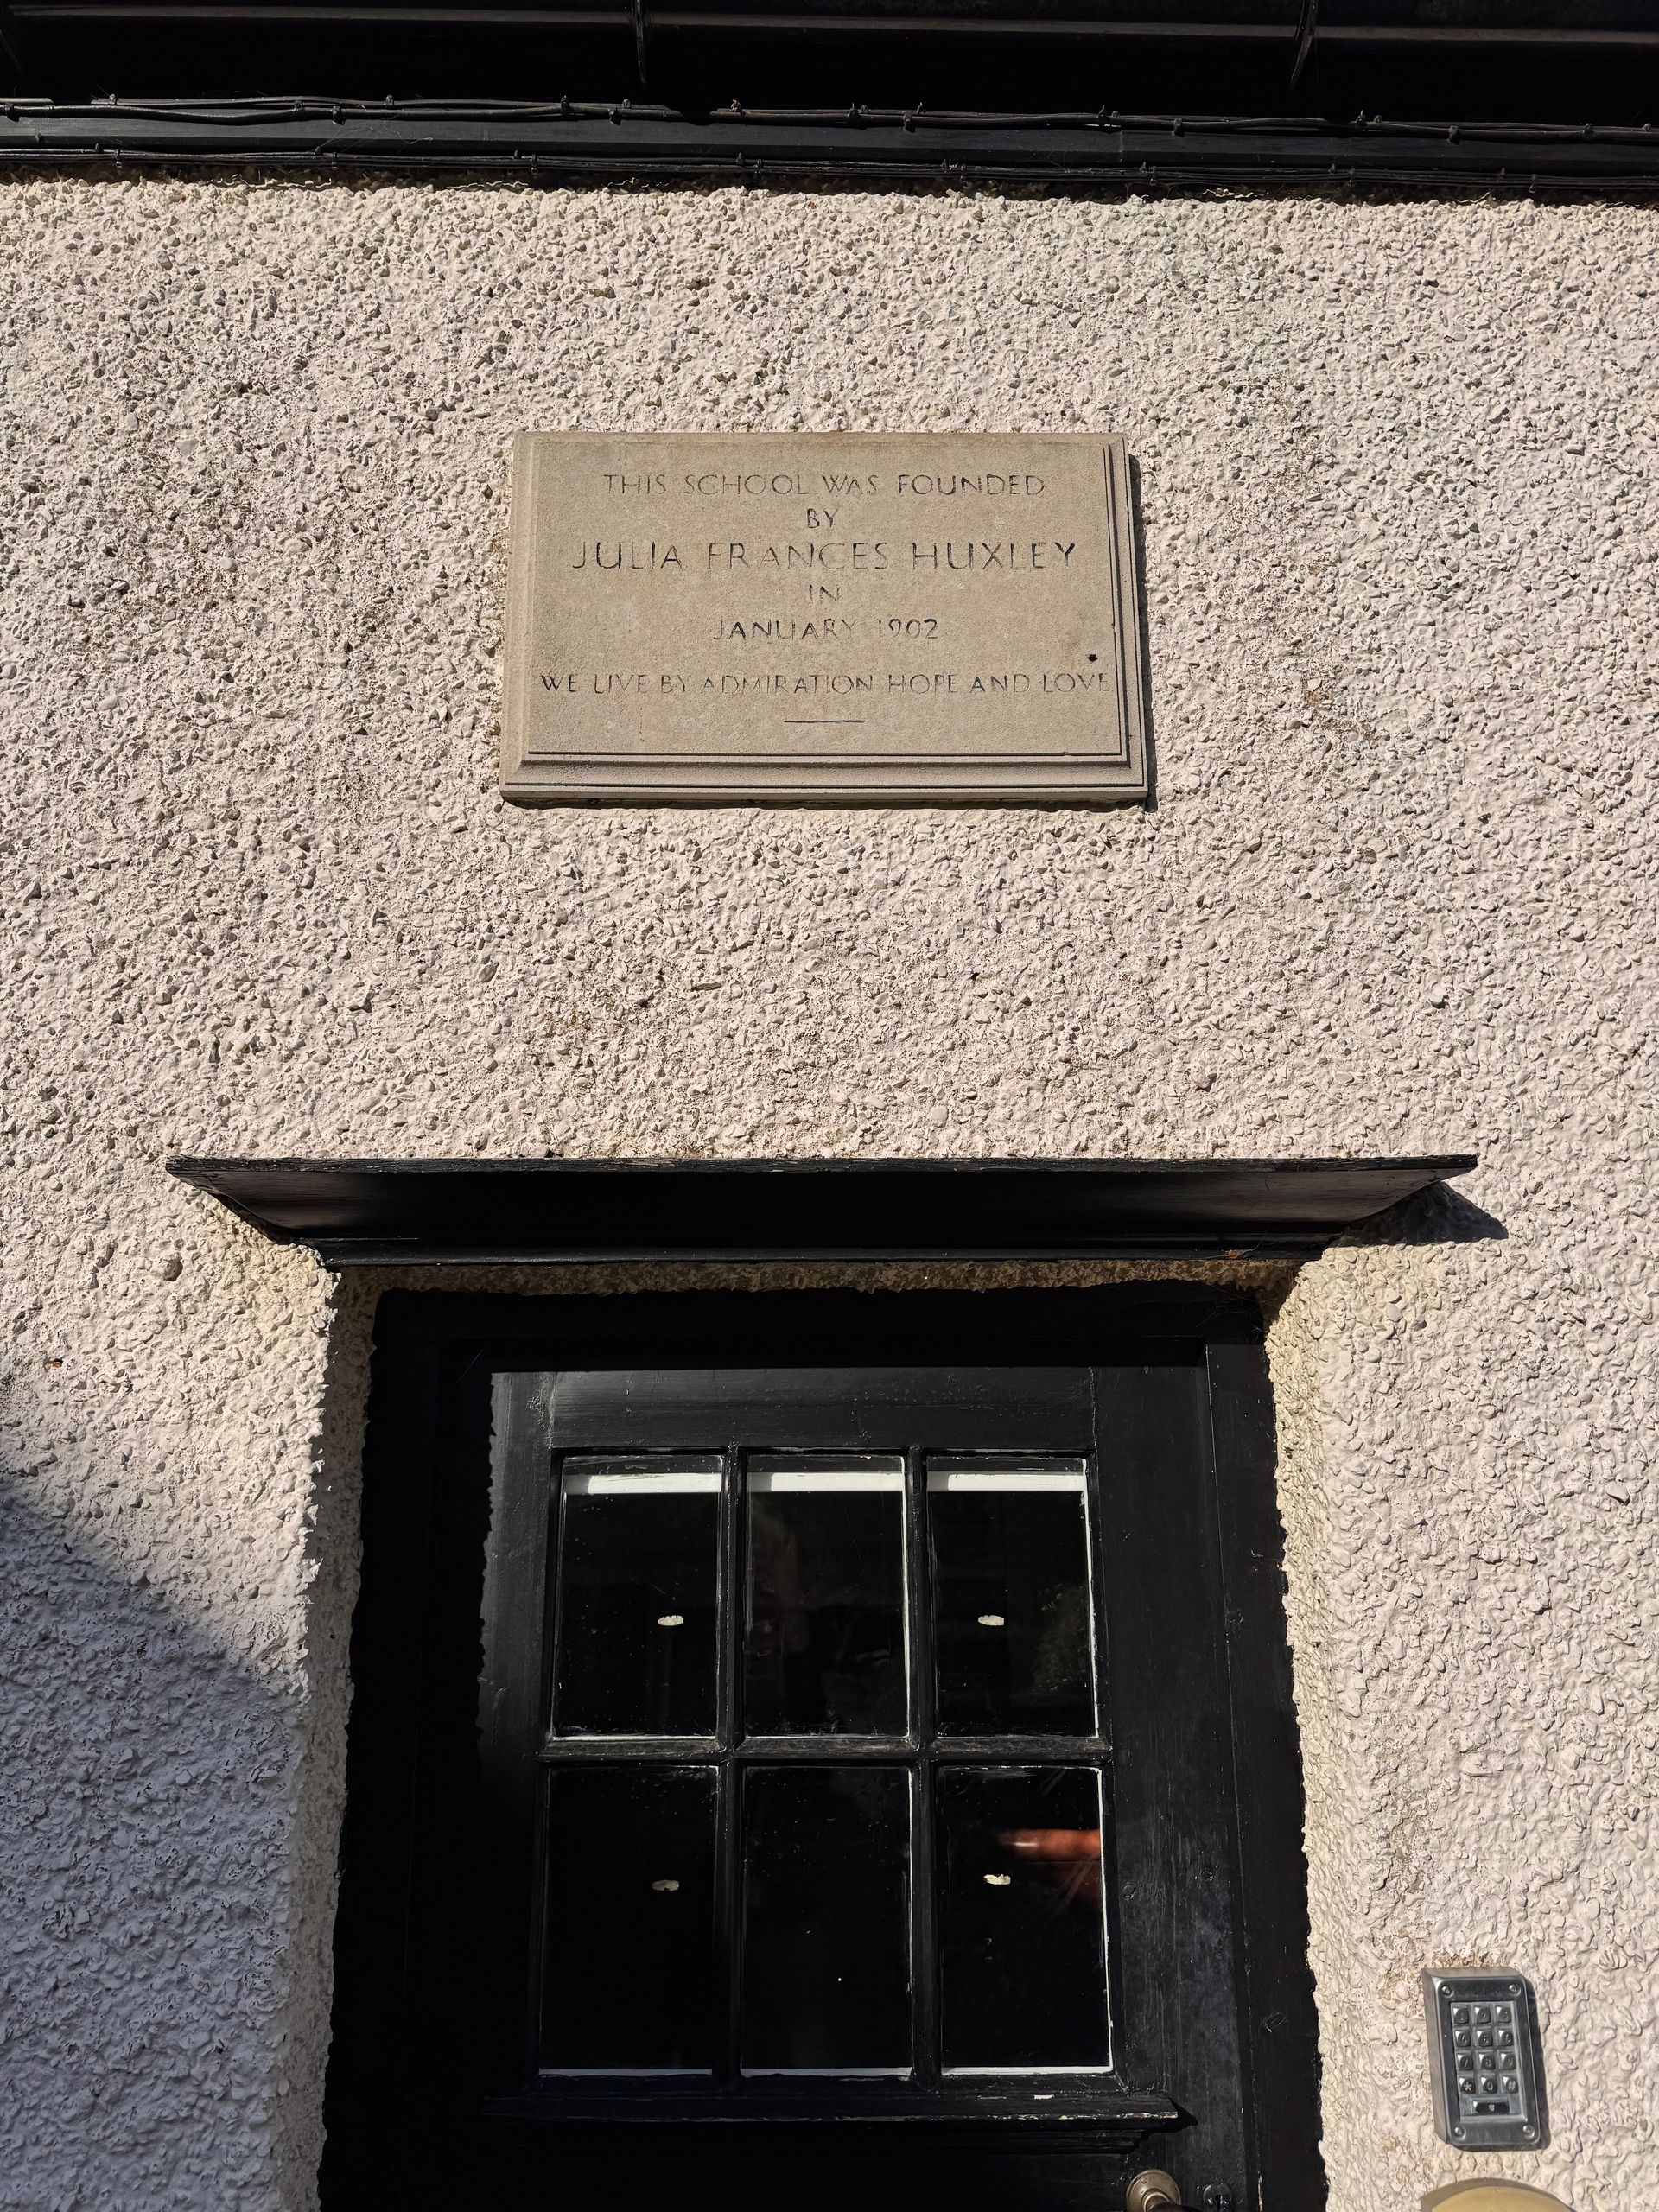 THIS SCHOOL WAS FOUNDED
BY
JULIA FRANCES HUXLEY
IN
JANUARY 1902
WE LIVE BY ADMIRATION HOPE AND LOVE